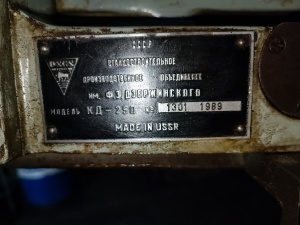 СССР
СТАНКОСТРОИТЕЛЬНОЕ
ПРОИЗВОДСТВЕННОЕ ОБЪЕДИНЕНИЕ
ИМ. Ф.Э. ДЗЕРЖИНСКОГО
МОДЕЛЬ КД-250 1301 1989
MADE IN USSR